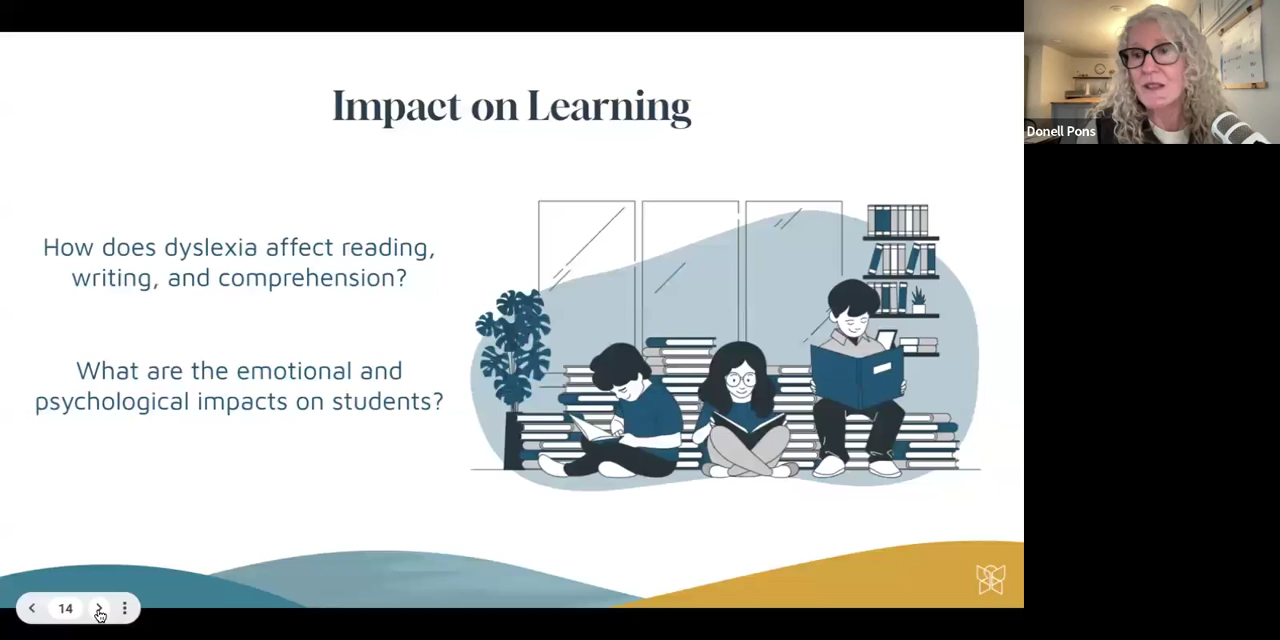 Impact on Learning
How does dyslexia affect reading,
writing, and comprehension?
What are the emotional and
psychological impacts on students?
14
Donell Pons